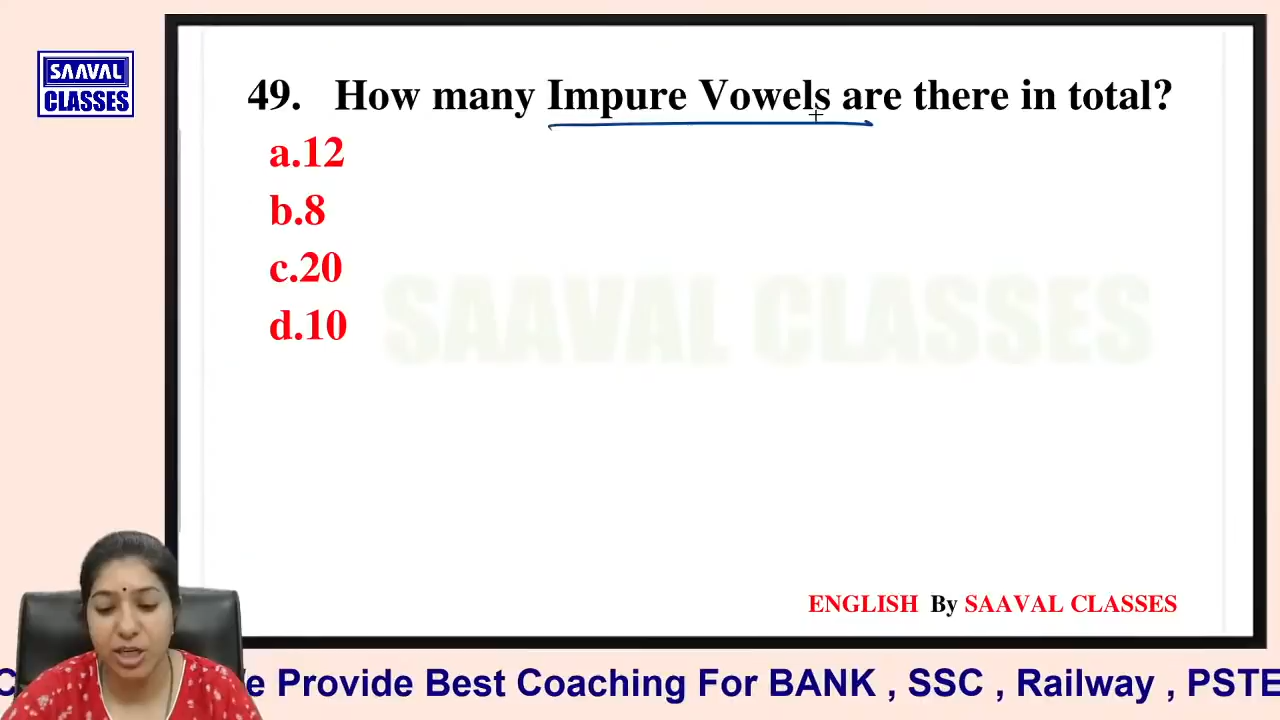 SAAVAL
CLASSES
49. How many Impure Vowels are there in total?
a.12
b.8
c.20
d.10
SAAVAL CLASSES
ENGLISH By SAAVAL CLASSES
Provide Best Coaching For BANK , SSC , Railway ,